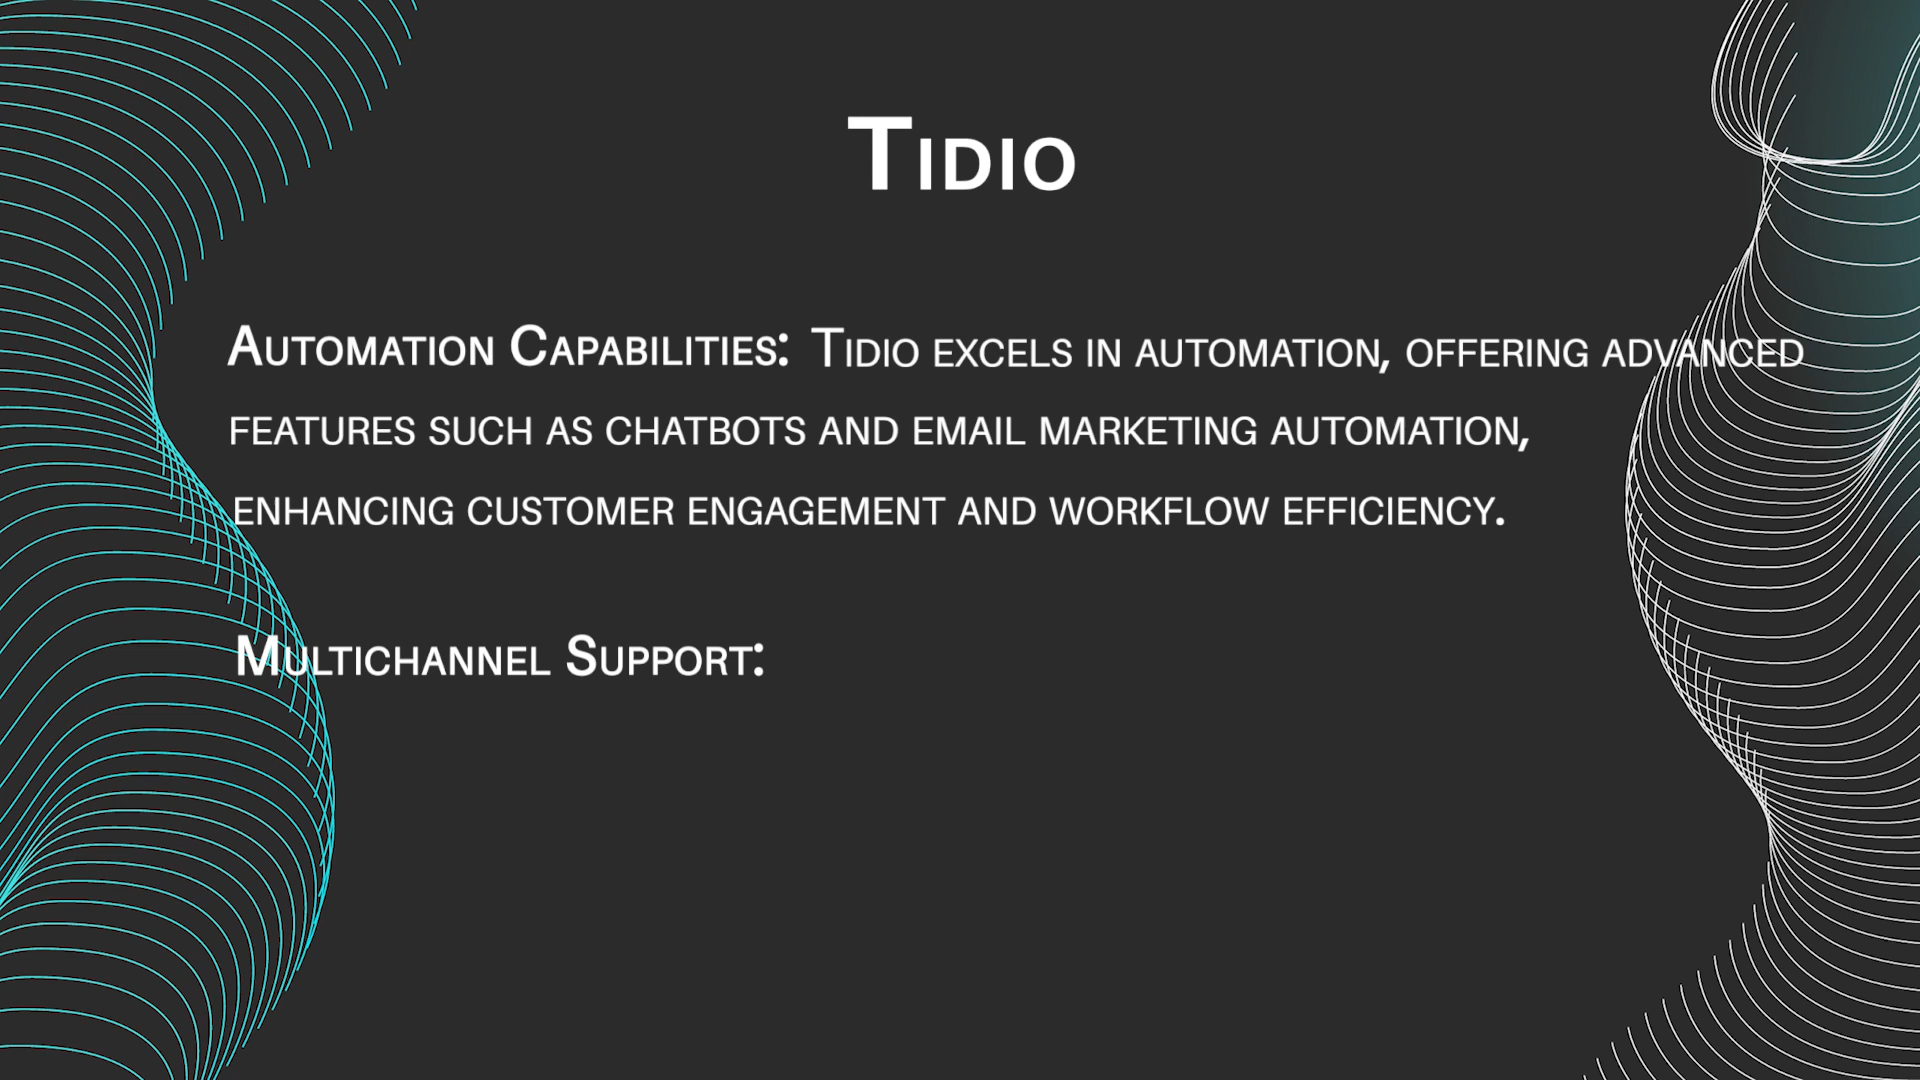 Tidio
Automation Capabilities: Tidio excels in automation, offering advanced
features such as chatbots and email marketing automation,
enhancing customer engagement and workflow efficiency.
Multichannel Support: